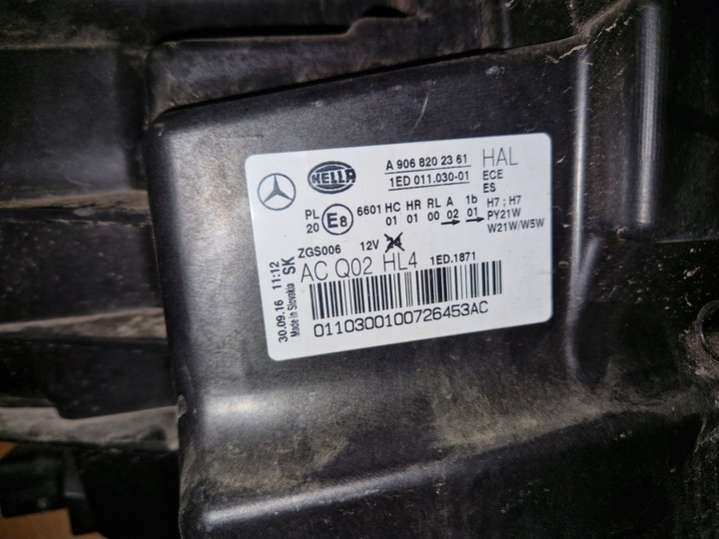 HELLA
A 906 820 23 61
1ED 011.030-01
HAL
ECE
ES
PL
20
E8
6601 HC HR RL A 1b
01 01 00 02 01
H7 ; H7
PY21W
W21W/W5W
ZGS006 12V 24
AC Q02 HL4 1ED.1871
0110300100726453AC
30.09.16 11:12
Made in Slovakia SK